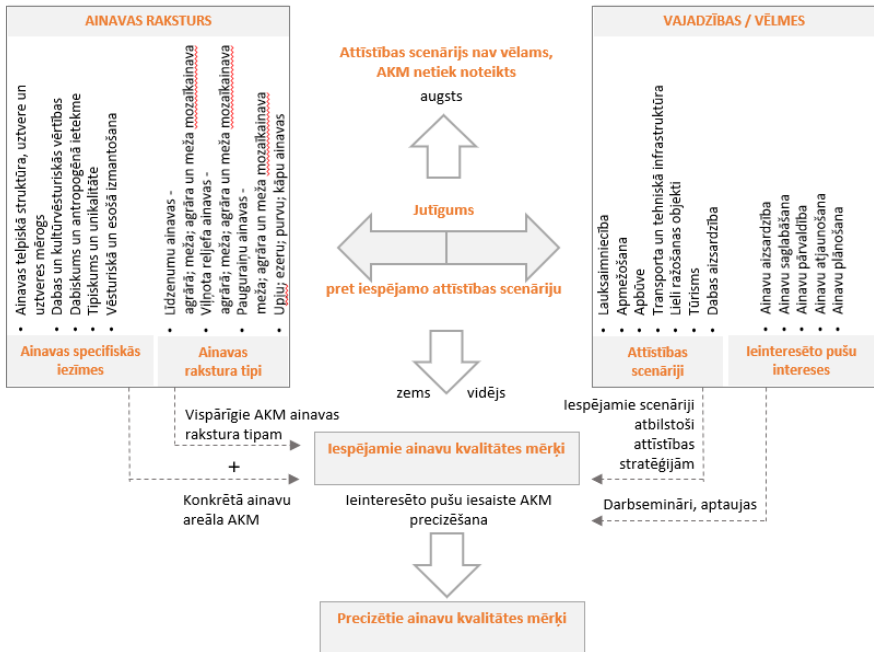 AINAVAS RAKSTURS
Ainavas telpiskā struktūra, uztvere un
uztveres mērogs
Dabas un kultūrvēsturiskās vērtības
Dabiskums un antropogēnā ietekme
Tipiskums un unikalitāte
Vēsturiskā un esošā izmantošana
Līdzenumu ainavas -
agrārā; meža; agrāra un meža mozaīkainava
Viļņota reljefa ainavas -
agrārā; meža; agrāra un meža mozaīkainava
Pauguraiņu ainavas -
meža; agrāra un meža mozaīkainava
Upju; ezeru; purvu; kāpu ainavas
Ainavas specifiskās
iezīmes
Ainavas
rakstura tipi
Attīstības scenārijs nav vēlams,
AKM netiek noteikts
augsts
Jutīgums
pret iespējamo attīstības scenāriju
zems vidējs
VAJADZĪBAS / VĒLMES
Lauksaimniecība
Apmežošana
Apbūve
Transporta un tehniskā infrastruktūra
Lieli ražošanas objekti
Tūrisms
Dabas aizsardzība
Ainavu aizsardzība
Ainavu saglabāšana
Ainavu pārvaldība
Ainavu atjaunošana
Ainavu plānošana
Attīstības
scenāriji
Ieinteresēto pušu
intereses
Vispārīgie AKM ainavas
rakstura tipam
+
Konkrētā ainavu
areāla AKM
Iespējamie ainavu kvalitātes mērķi
Iespējamie scenāriji
atbilstoši
attīstības
stratēģijām
Ieinteresēto pušu iesaiste AKM
precizēšana
Darbsemināri, aptaujas
Precizētie ainavu kvalitātes mērķi